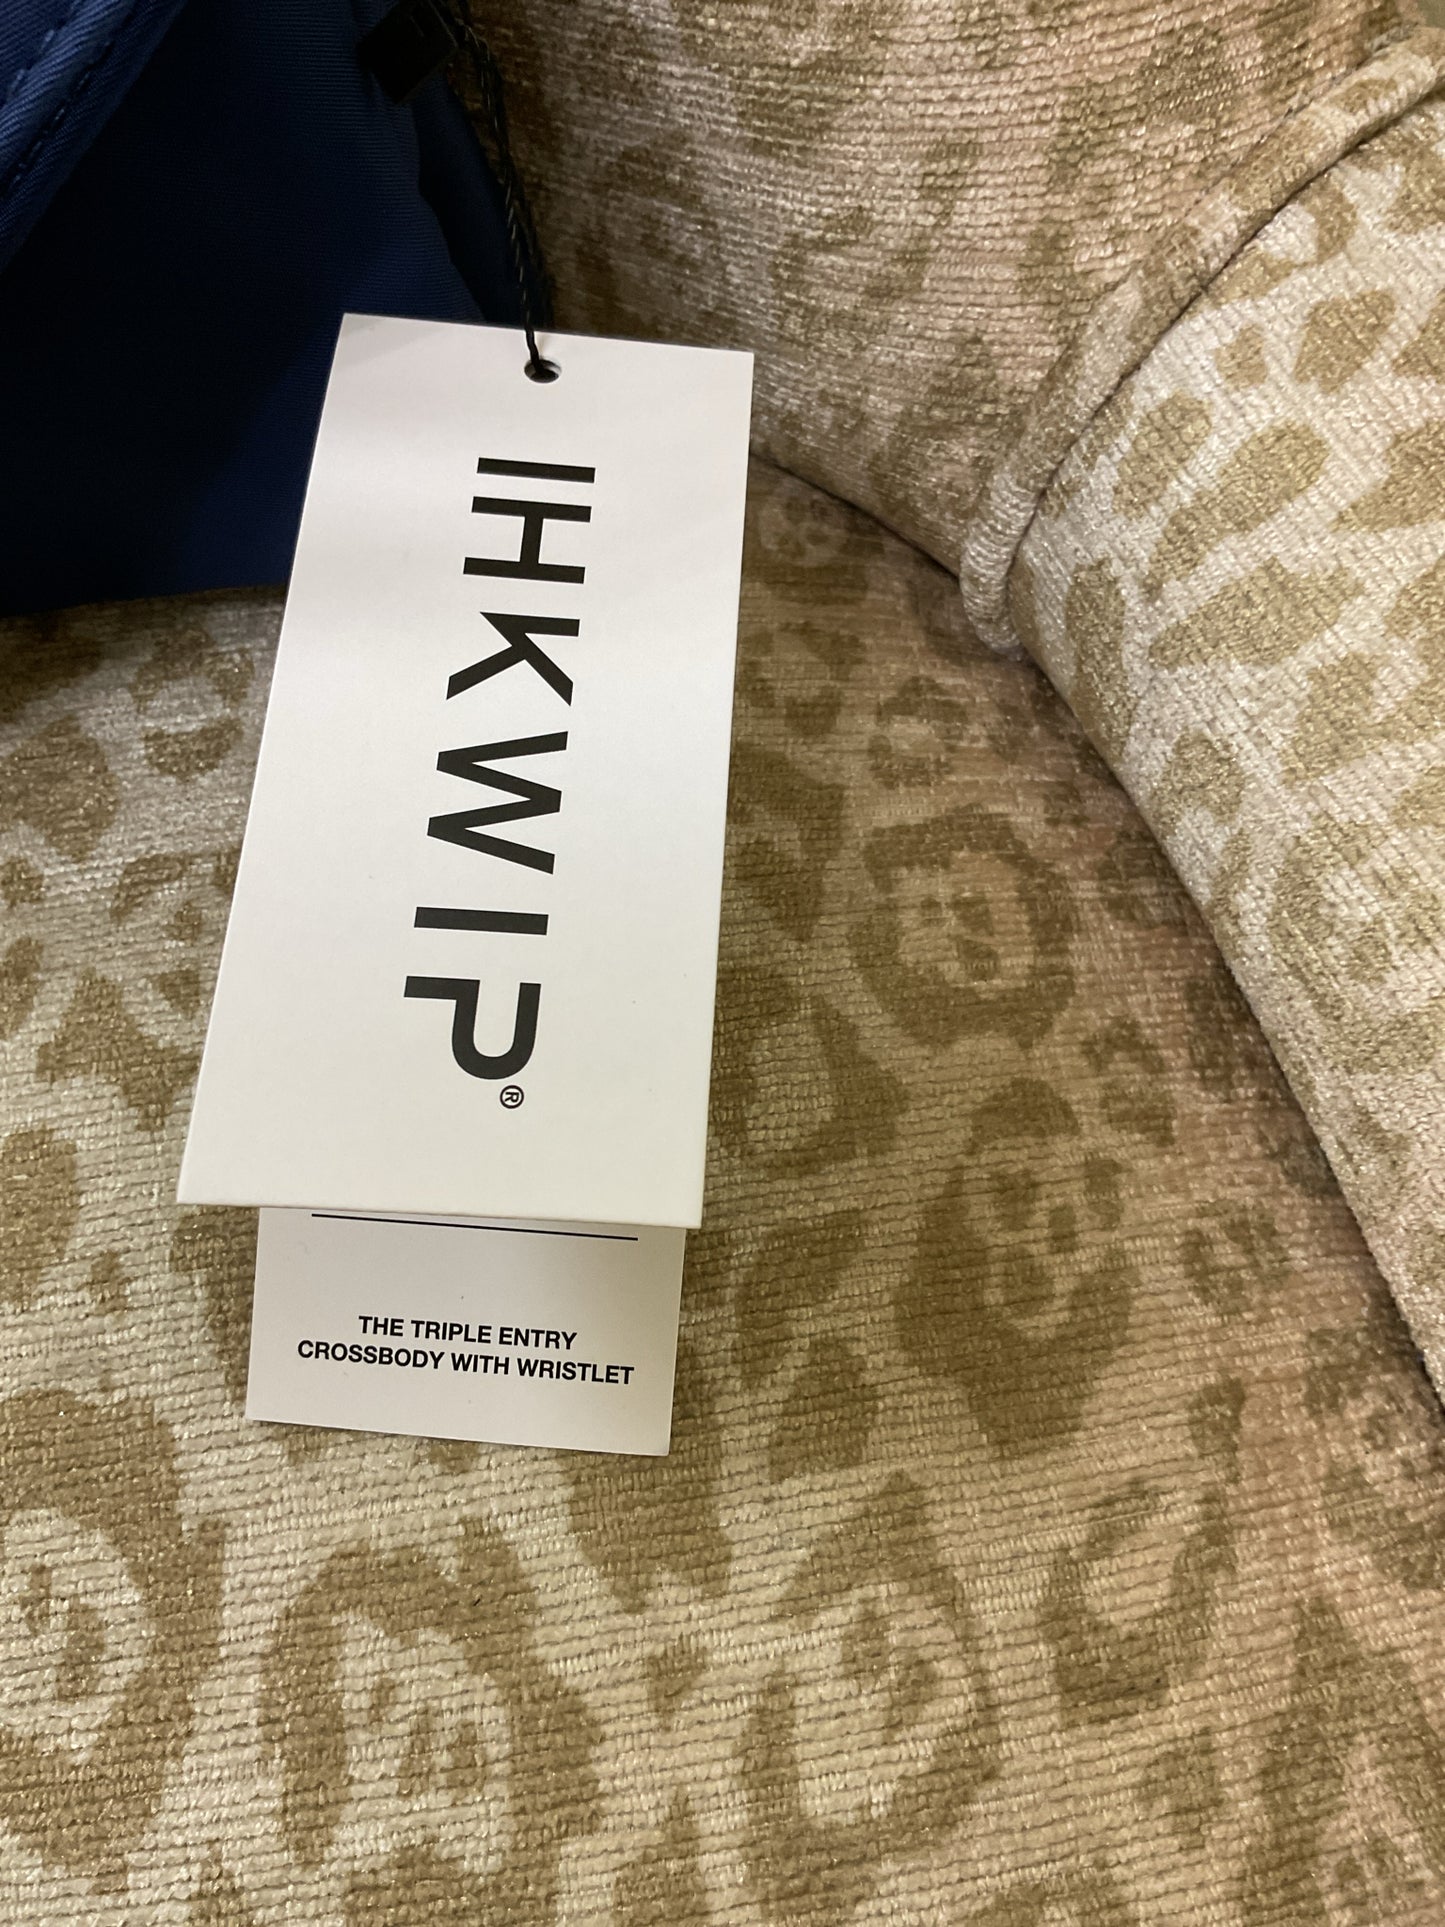 IHKWIP®
THE TRIPLE ENTRY
CROSSBODY WITH WRISTLET